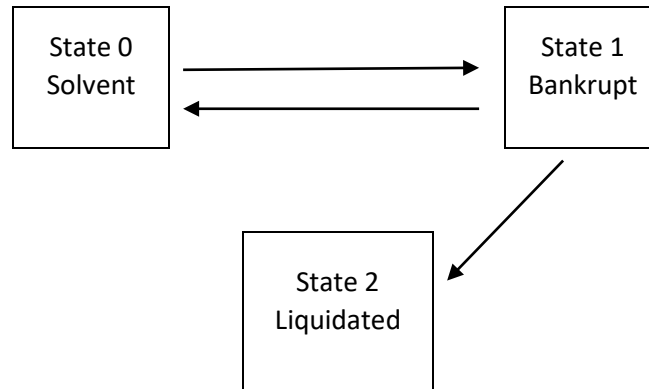 State 0
Solvent
State 1
Bankrupt
State 2
Liquidated